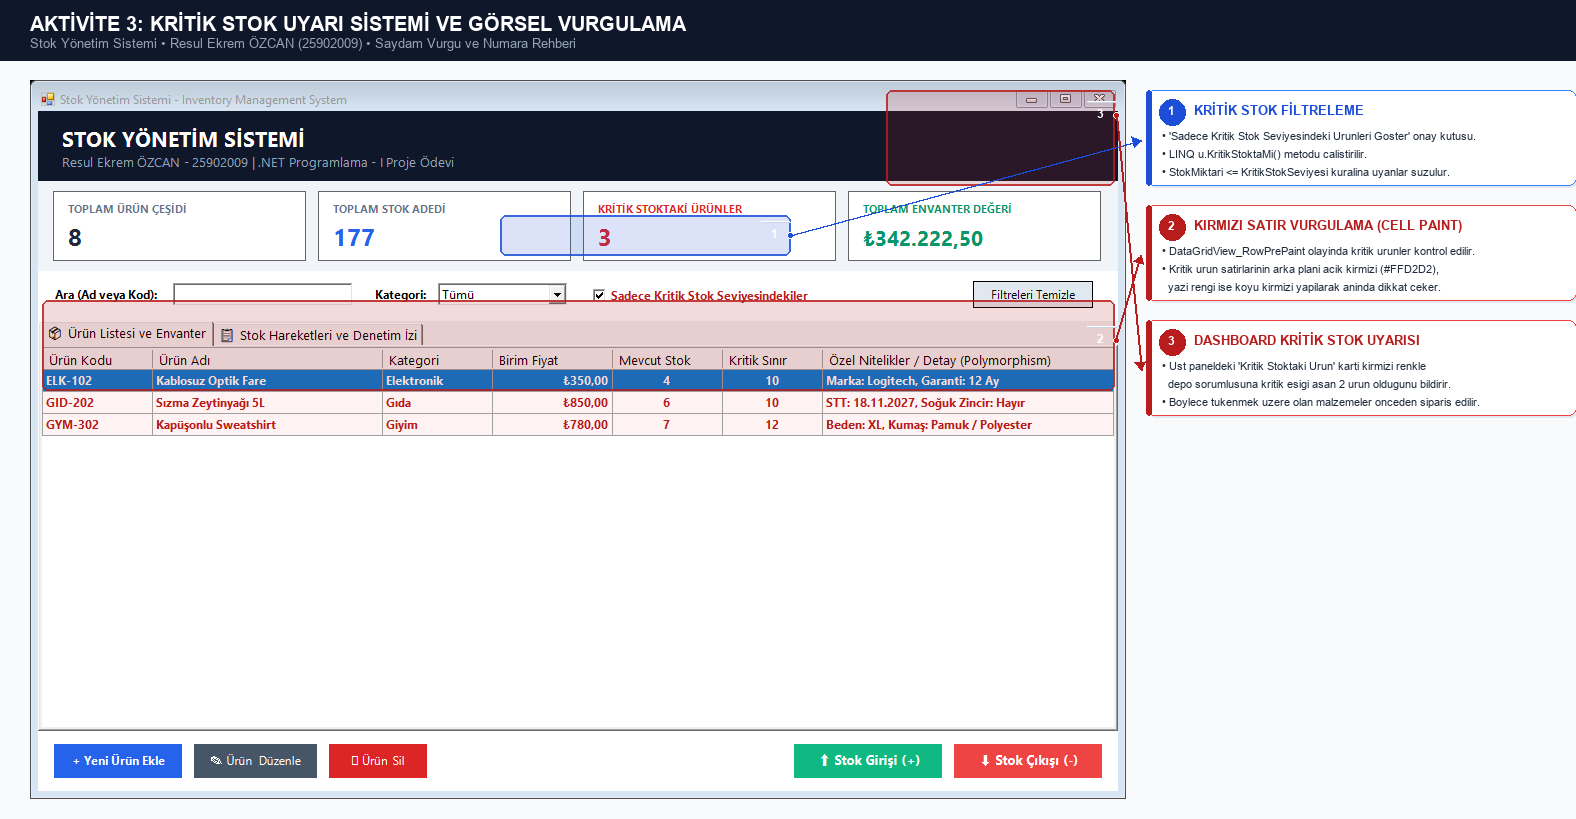 AKTİVİTE 3: KRİTİK STOK UYARI SİSTEMİ VE GÖRSEL VURGULAMA
Stok Yönetim Sistemi • Resul Ekrem ÖZCAN (25902009) • Saydam Vurgu ve Numara Rehberi
Stok Yönetim Sistemi - Inventory Management System
STOK YÖNETİM SİSTEMİ
Resul Ekrem ÖZCAN - 25902009 | .NET Programlama - I Proje Ödevi
3
TOPLAM ÜRÜN ÇEŞİDİ
8
TOPLAM STOK ADEDİ
177
KRİTİK STOKTAKİ ÜRÜNLER
3
1
TOPLAM ENVANTER DEĞERİ
₺342.222,50
Ara (Ad veya Kod):
Kategori:
Tümü
Sadece Kritik Stok Seviyesindekiler
Filtreleri Temizle
Ürün Listesi ve Envanter
Stok Hareketleri ve Denetim İzi
2
Ürün Kodu Ürün Adı Kategori Birim Fiyat Mevcut Stok Kritik Sınır Özel Nitelikler / Detay (Polymorphism)
ELK-102 Kablosuz Optik Fare Elektronik ₺350,00 4 10 Marka: Logitech, Garanti: 12 Ay
GID-202 Sızma Zeytinyağı 5L Gıda ₺850,00 6 10 STT: 18.11.2027, Soğuk Zincir: Hayır
GYM-302 Kapüşonlu Sweatshirt Giyim ₺780,00 7 12 Beden: XL, Kumaş: Pamuk / Polyester
+ Yeni Ürün Ekle
✎ Ürün Düzenle
Ürün Sil
⬆ Stok Girişi (+)
⬇ Stok Çıkışı (-)
1 KRİTİK STOK FİLTRELEME
• 'Sadece Kritik Stok Seviyesindeki Urunleri Goster' onay kutusu.
• LINQ u.KritikStoktaMi() metodu calistirilir.
• StokMiktari <= KritikStokSeviyesi kuralina uyanlar suzulur.
2 KIRMIZI SATIR VURGULAMA (CELL PAINT)
• DataGridView_RowPrePaint olayinda kritik urunler kontrol edilir.
• Kritik urun satirlarinin arka plani acik kirmizi (#FFD2D2),
yazi rengi ise koyu kirmizi yapilarak aninda dikkat ceker.
3 DASHBOARD KRİTİK STOK UYARISI
• Ust paneldeki 'Kritik Stoktaki Urun' karti kirmizi renkle
depo sorumlusuna kritik esigi asan 2 urun oldugunu bildirir.
• Boylece tukenmek uzere olan malzemeler onceden siparis edilir.